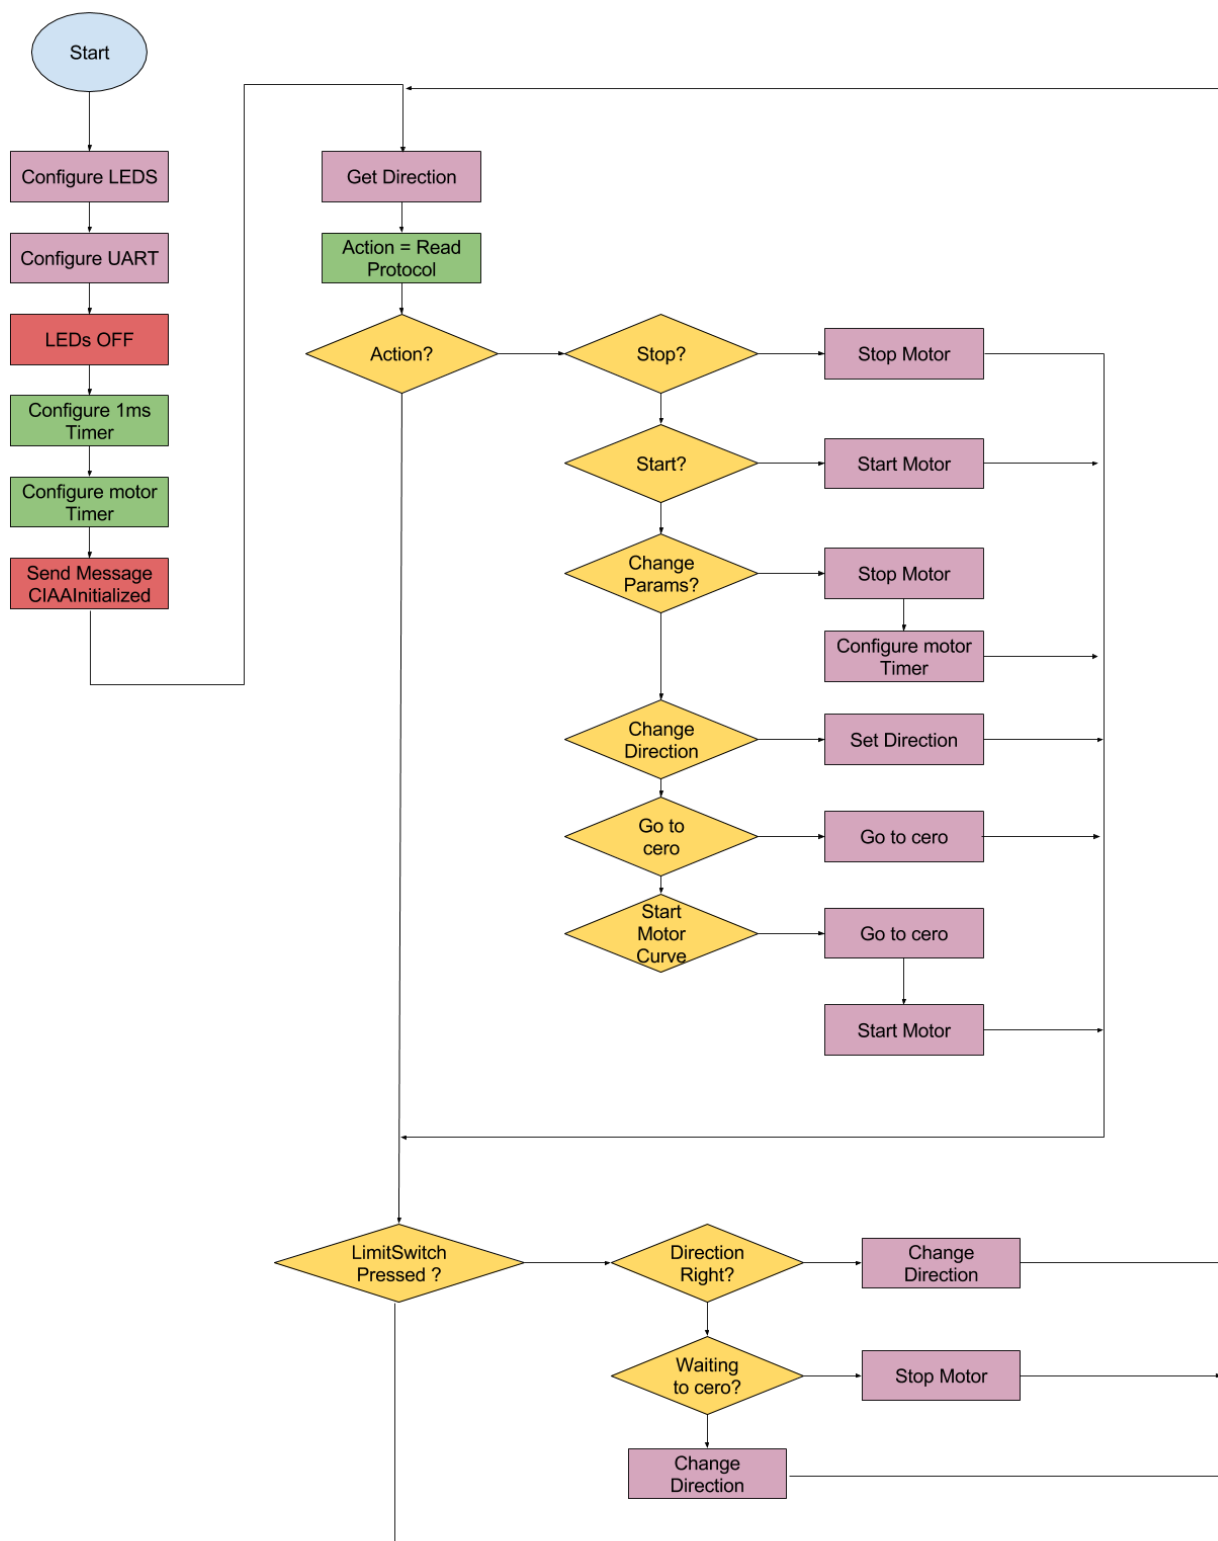 Start
Configure LEDS
Configure UART
LEDs OFF
Configure 1ms
Timer
Configure motor
Timer
Send Message
CIAAInitialized
Get Direction
Action = Read
Protocol
Action?
Stop?
Stop Motor
Start?
Start Motor
Change
Params?
Stop Motor
Configure motor
Timer
Change
Direction
Set Direction
Go to
cero
Go to cero
Start
Motor
Curve
Go to cero
Start Motor
LimitSwitch
Pressed ?
Direction
Right?
Change
Direction
Waiting
to cero?
Stop Motor
Change
Direction